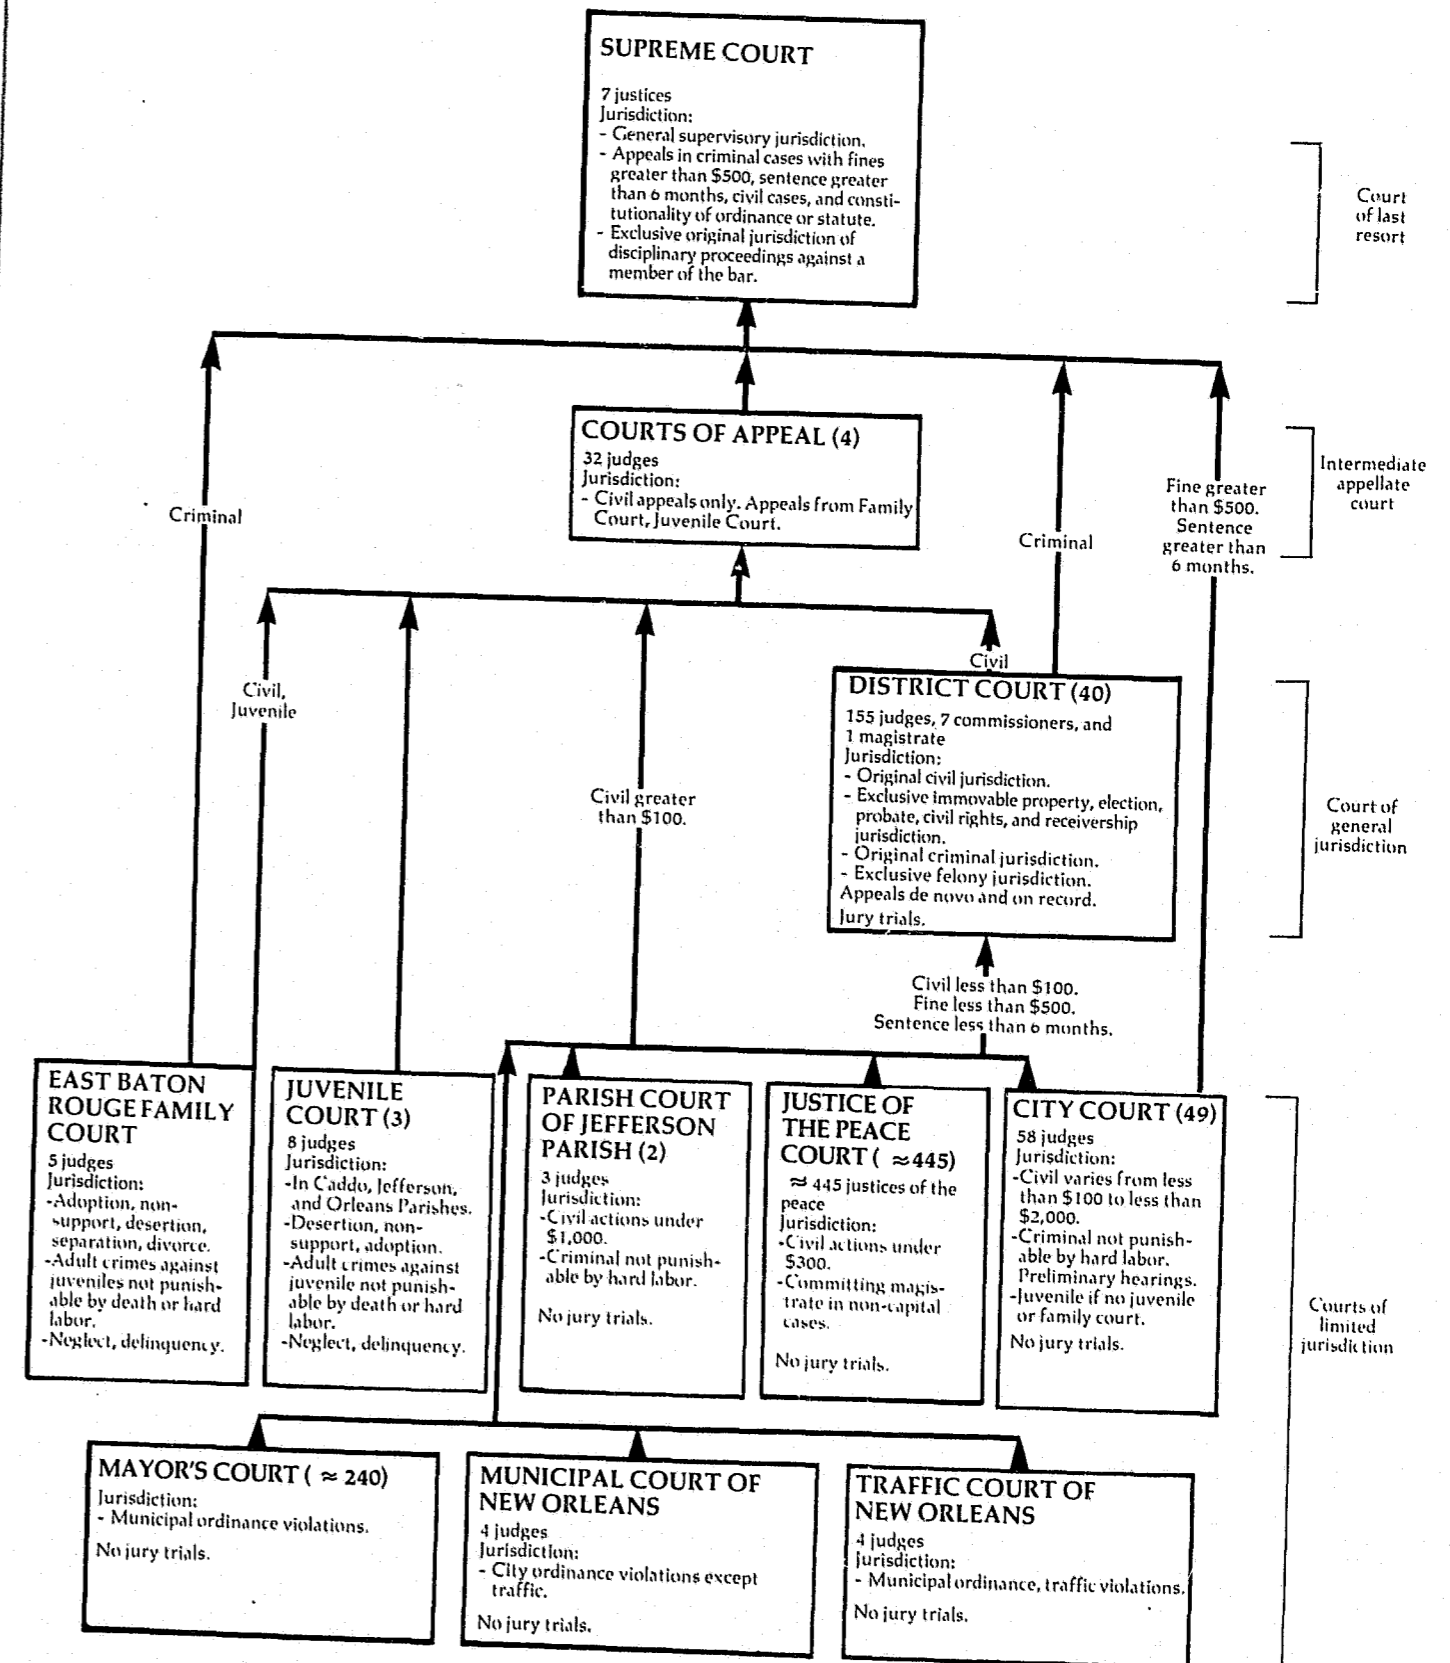 SUPREME COURT
7 justices
Jurisdiction:
- General supervisory jurisdiction.
- Appeals in criminal cases with fines
greater than $500, sentence greater
than 6 months, civil cases, and consti-
tutionality of ordinance or statute.
- Exclusive original jurisdiction of
disciplinary proceedings against a
member of the bar.
Court
of last
resort
COURTS OF APPEAL (4)
32 judges
Jurisdiction:
- Civil appeals only. Appeals from Family
Court, Juvenile Court.
Intermediate
appellate
court
Criminal
Criminal
Fine greater
than $500.
Sentence
greater than
6 months.
Civil,
Juvenile
Civil greater
than $100.
Civil
DISTRICT COURT (40)
155 judges, 7 commissioners, and
1 magistrate
Jurisdiction:
- Original civil jurisdiction.
- Exclusive immovable property, election,
probate, civil rights, and receivership
jurisdiction.
- Original criminal jurisdiction.
- Exclusive felony jurisdiction.
Appeals de novo and on record.
Jury trials.
Court of
general
jurisdiction
Civil less than $100.
Fine less than $500.
Sentence less than 6 months.
EAST BATON
ROUGE FAMILY
COURT
5 judges
Jurisdiction:
-Adoption, non-
support, desertion,
separation, divorce.
-Adult crimes against
juveniles not punish-
able by death or hard
labor.
-Neglect, delinquency.
JUVENILE
COURT (3)
8 judges
Jurisdiction:
-In Caddo, Jefferson,
and Orleans Parishes.
-Desertion, non-
support, adoption.
-Adult crimes against
juvenile not punish-
able by death or hard
labor.
-Neglect, delinquency.
PARISH COURT
OF JEFFERSON
PARISH (2)
3 judges
Jurisdiction:
-Civil actions under
$1,000.
-Criminal not punish-
able by hard labor.
No jury trials.
JUSTICE OF
THE PEACE
COURT ( ≈445)
≈ 445 justices of the
peace
Jurisdiction:
-Civil actions under
$300.
-Committing magis-
trate in non-capital
cases.
No jury trials.
CITY COURT (49)
58 judges
Jurisdiction:
-Civil varies from less
than $100 to less than
$2,000.
-Criminal not punish-
able by hard labor.
Preliminary hearings.
-Juvenile if no juvenile
or family court.
No jury trials.
Courts of
limited
jurisdiction
MAYOR'S COURT ( ≈ 240)
Jurisdiction:
- Municipal ordinance violations.
No jury trials.
MUNICIPAL COURT OF
NEW ORLEANS
4 judges
Jurisdiction:
- City ordinance violations except
traffic.
No jury trials.
TRAFFIC COURT OF
NEW ORLEANS
4 judges
Jurisdiction:
- Municipal ordinance, traffic violations.
No jury trials.